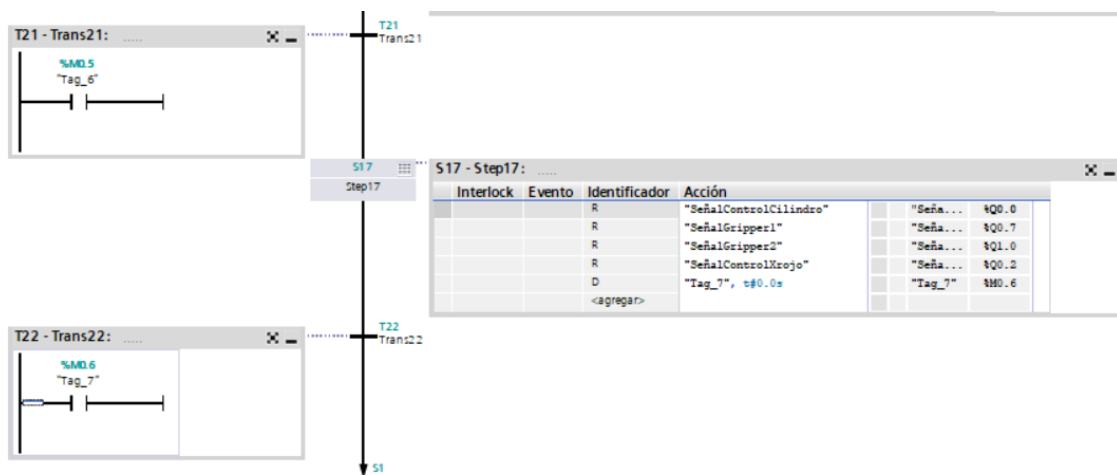 T21 - Trans21: .....
%M0.5
"Tag_6"
T21
Trans21
S17
Step17
S17 - Step17: .....
Interlock Evento Identificador Acción
R "SeñalControlCilindro" "Seña... %Q0.0
R "SeñalGripper1" "Seña... %Q0.7
R "SeñalGripper2" "Seña... %Q1.0
R "SeñalControlXrojo" "Seña... %Q0.2
D "Tag_7", t#0.0s "Tag_7" %M0.6
<agregar>
T22 - Trans22: .....
%M0.6
"Tag_7"
T22
Trans22
S1